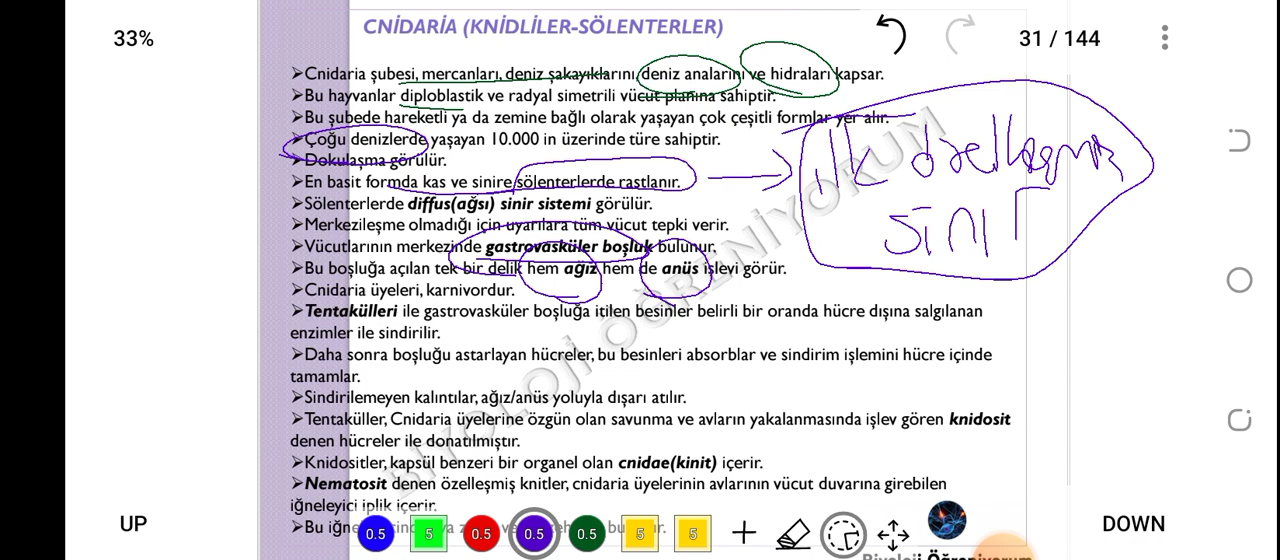 33%
CNİDARİA (KNİDLİLER-SÖLENTERLER)
31 / 144
➤Cnidaria şubesi, mercanları, deniz şakayıklarını, deniz analarını ve hidraları kapsar.
➤Bu hayvanlar diploblastik ve radyal simetrili vücut planına sahiptir.
➤Bu şubede hareketli ya da zemine bağlı olarak yaşayan çok çeşitli formlar yer alır.
➤Çoğu denizlerde yaşayan 10.000 in üzerinde türe sahiptir.
➤Dokulaşma görülür.
➤En basit formda kas ve sinire sölenterlerde rastlanır.
ilk özelleşmiş
sinir
➤Sölenterlerde diffus(ağsı) sinir sistemi görülür.
➤Merkezileşme olmadığı için uyarılara tüm vücut tepki verir.
➤Vücutlarının merkezinde gastrovasküler boşluk bulunur.
➤Bu boşluğa açılan tek bir delik hem ağız hem de anüs işlevi görür.
➤Cnidaria üyeleri, karnivordur.
➤Tentakülleri ile gastrovasküler boşluğa itilen besinler belirli bir oranda hücre dışına salgılanan
enzimler ile sindirilir.
➤Daha sonra boşluğu astarlayan hücreler, bu besinleri absorblar ve sindirim işlemini hücre içinde
tamamlar.
➤Sindirilemeyen kalıntılar, ağız/anüs yoluyla dışarı atılır.
➤Tentaküller, Cnidaria üyelerine özgün olan savunma ve avların yakalanmasında işlev gören knidosit
denen hücreler ile donatılmıştır.
➤Knidositler, kapsül benzeri bir organel olan cnidae(kinit) içerir.
➤Nematosit denen özelleşmiş knitler, cnidaria üyelerinin avlarının vücut duvarına girebilen
iğneleyici iplik içerir.
➤Bu iğne
BİYOLOJİ ÖĞRENİYORUM
UP
0.5
5
0.5
0.5
0.5
5
5
DOWN
Biyoloji Öğreniyorum